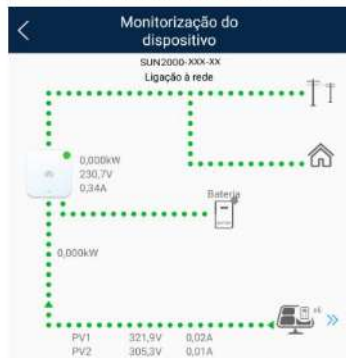 Monitorização do
dispositivo
SUN2000-XXX-XX
Ligação à rede
0,000kW
230,7V
0,34A
Bateria
0,000kW
x6
PV1 321,9V 0,02A
PV2 305,3V 0,01A